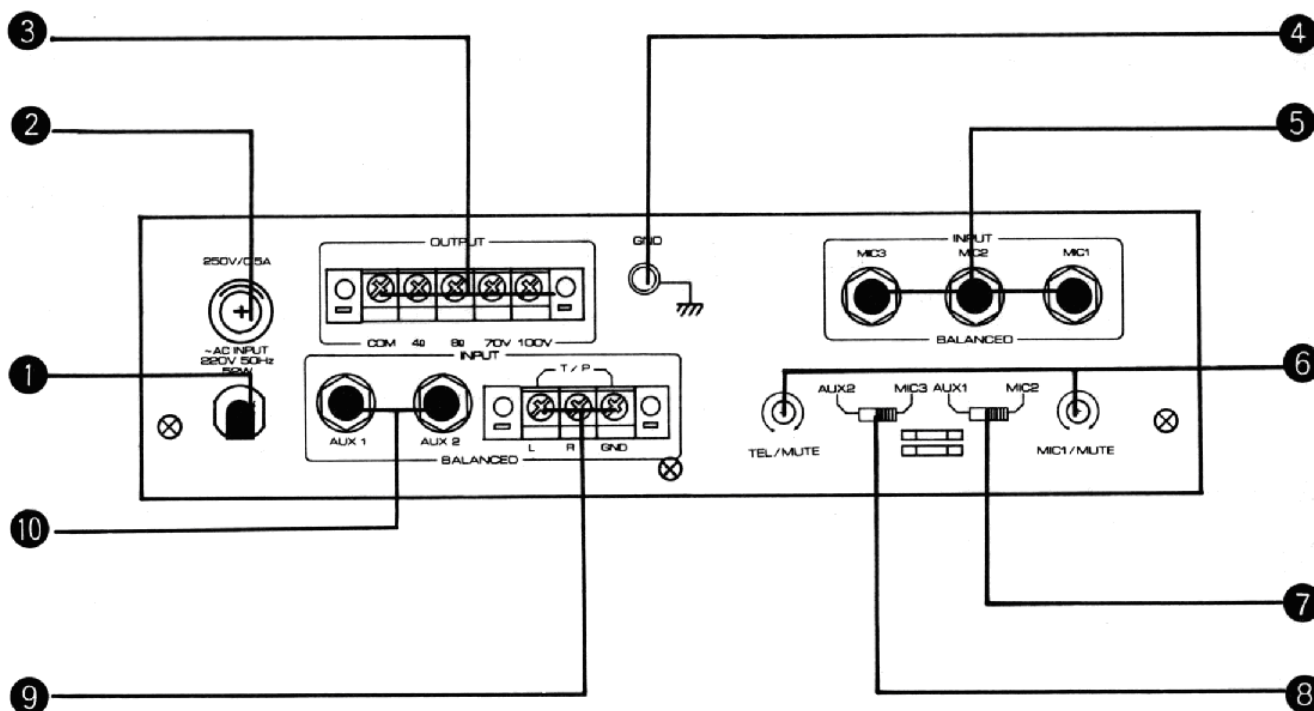 3
4
2
5
OUTPUT
GND
INPUT
250V/0.5A
MIC3 MIC2 MIC1
~AC INPUT
220V 50Hz
52W
COM 4Ω 8Ω 70V 100V
BALANCED
INPUT
1
T / P
6
AUX2 MIC3 AUX1 MIC2
AUX 1 AUX 2
L R GND
BALANCED
TEL/MUTE
MIC1/MUTE
10
7
9
8